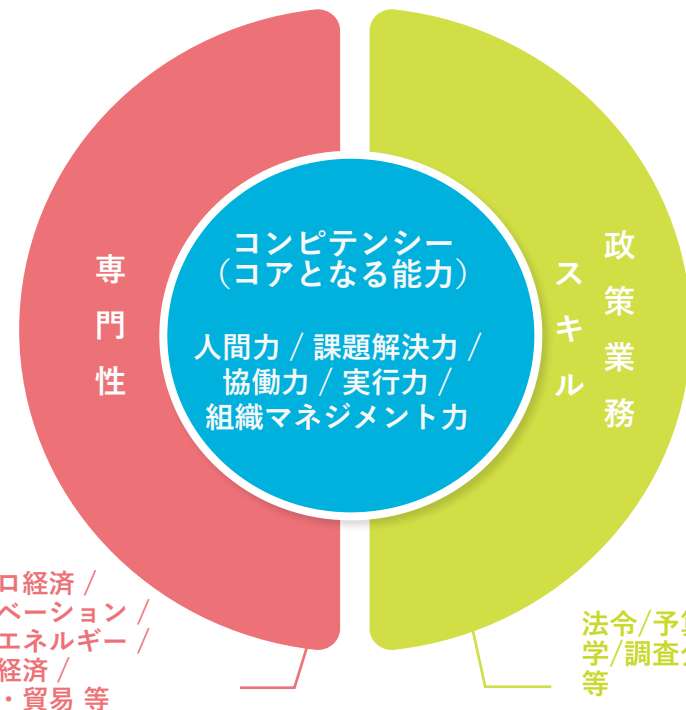 専門性
コンピテンシー
（コアとなる能力）
人間力 / 課題解決力 /
協働力 / 実行力 /
組織マネジメント力
政策業務
スキル
ロ経済 /
ベーション /
エネルギー /
経済 /
・貿易 等
法令/予
学/調査
等